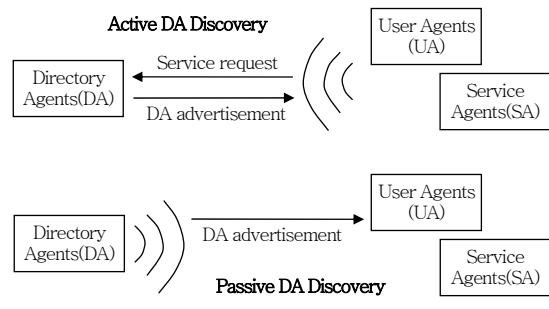 Active DA Discovery
User Agents
(UA)
Service request
Directory
Agents(DA)
DA advertisement
Service
Agents(SA)
User Agents
(UA)
Directory
Agents(DA)
DA advertisement
Service
Agents(SA)
Passive DA Discovery